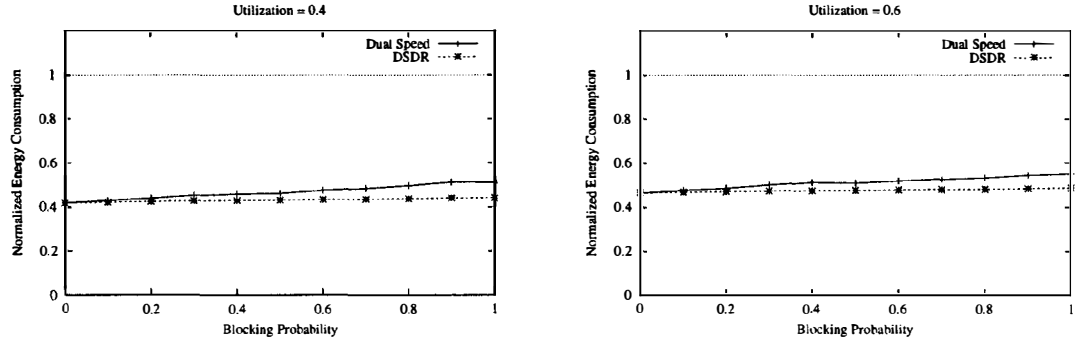 Utilization = 0.4
Dual Speed
DSDR
Normalized Energy Consumption
1
0.8
0.6
0.4
0.2
0
0
0.2
0.4
0.6
0.8
1
Blocking Probability
Utilization = 0.6
Dual Speed
DSDR
Normalized Energy Consumption
1
0.8
0.6
0.4
0.2
0
0
0.2
0.4
0.6
0.8
1
Blocking Probability